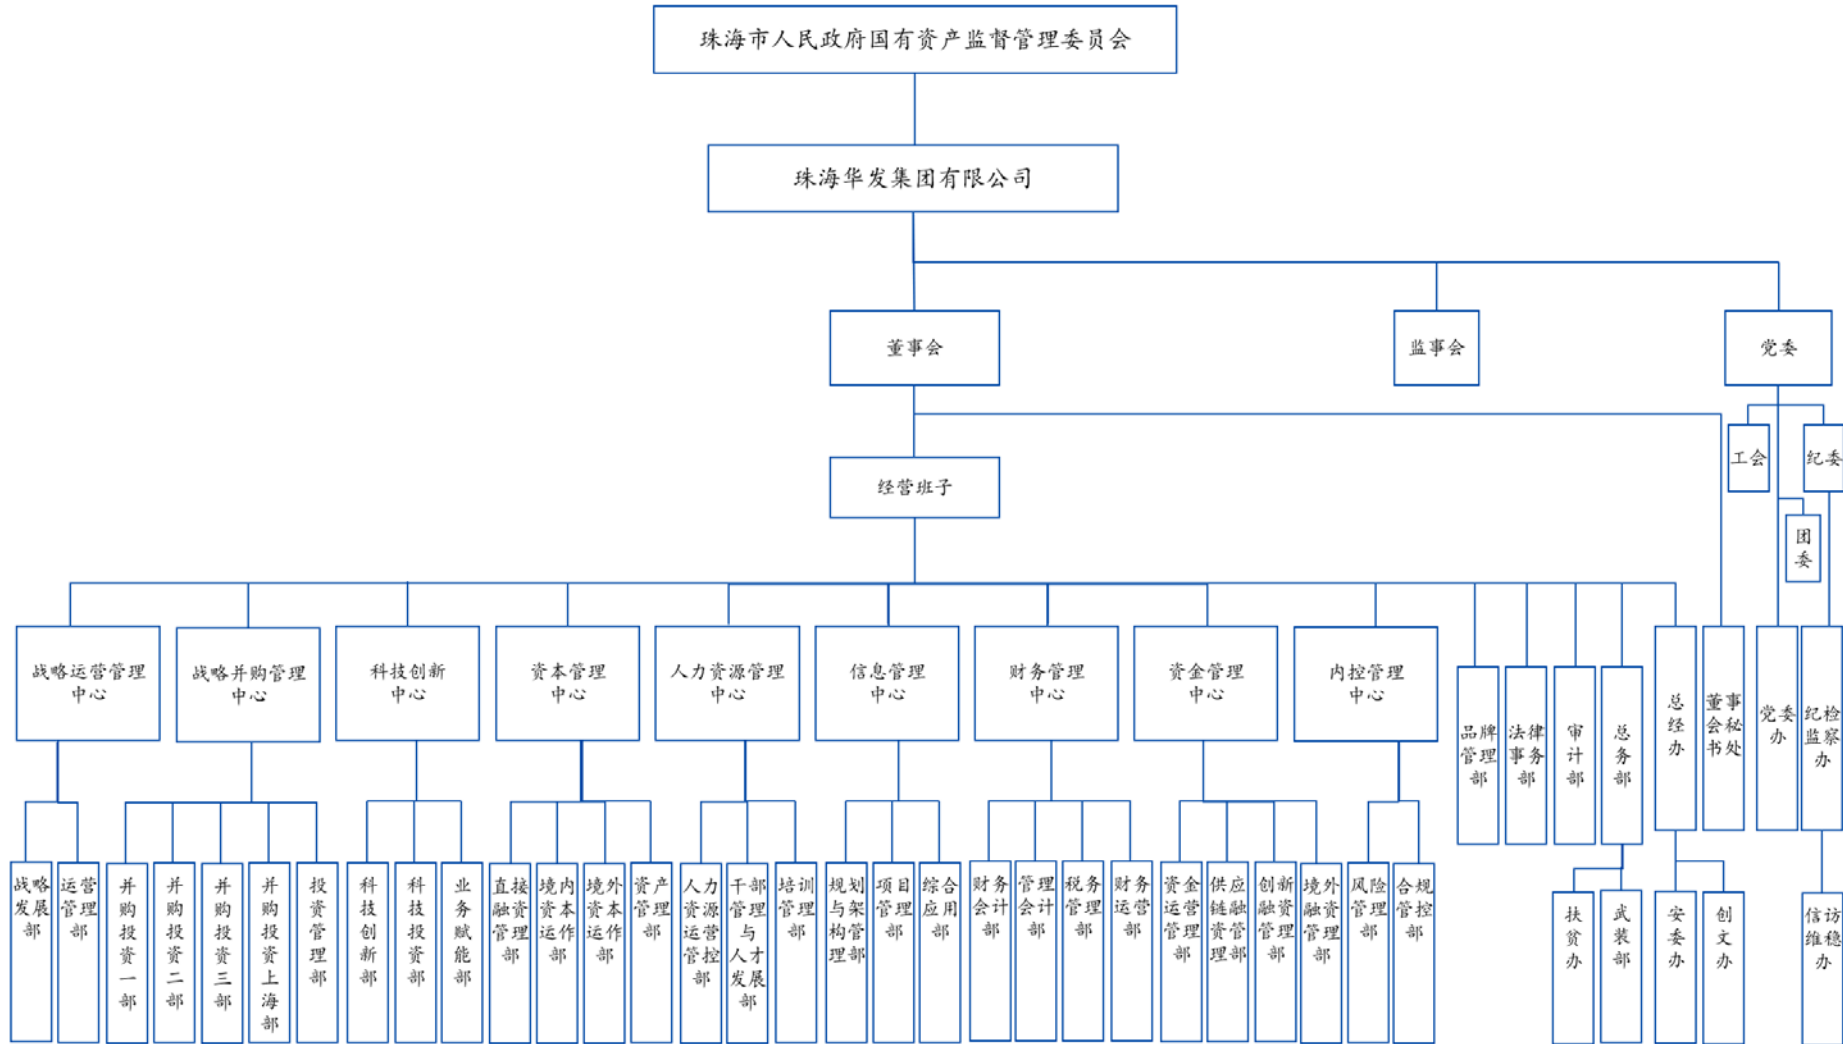 珠海市人民政府国有资产监督管理委员会
珠海华发集团有限公司
董事会
监事会
党委
工会
纪委
经营班子
团委
战略运营管理
中心
战略并购管理
中心
科技创新
中心
资本管理
中心
人力资源管理
中心
信息管理
中心
财务管理
中心
资金管理
中心
内控管理
中心
品牌
管理
部
法律
事务
部
审
计
部
总
务
部
总
经
办
董事
会秘
书处
党委
办
纪检
监察
办
战略
发展
部
运营
管理
部
并
购
投
资
一
部
并
购
投
资
二
部
并
购
投
资
三
部
并
购
投
资
上
海
部
投
资
管
理
部
科
技
创
新
部
科
技
投
资
部
业
务
赋
能
部
直接
融资
管理
部
境内
资本
运作
部
境外
资本
运作
部
资产
管理
部
人力
资源
运营
管控
部
干部
管理
与
人才
发展
部
培训
管理
部
规划
与架
构管
理部
项目
管理
部
综合
应用
部
财务
会计
部
管理
会计
部
税务
管理
部
财务
运营
部
资金
运营
管理
部
供应
链融
资管
理部
创新
融资
管理
部
境外
融资
管理
部
风险
管理
部
合规
管控
部
扶
贫
办
武
装
部
安
委
办
创
文
办
信访
维稳
办